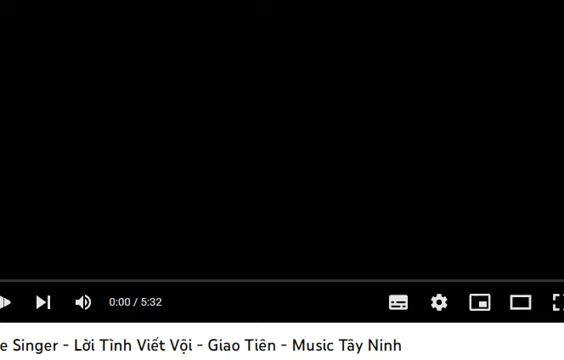 0:00 / 5:32
e Singer - Lời Tình Viết Vội - Giao Tiên - Music Tây Ninh